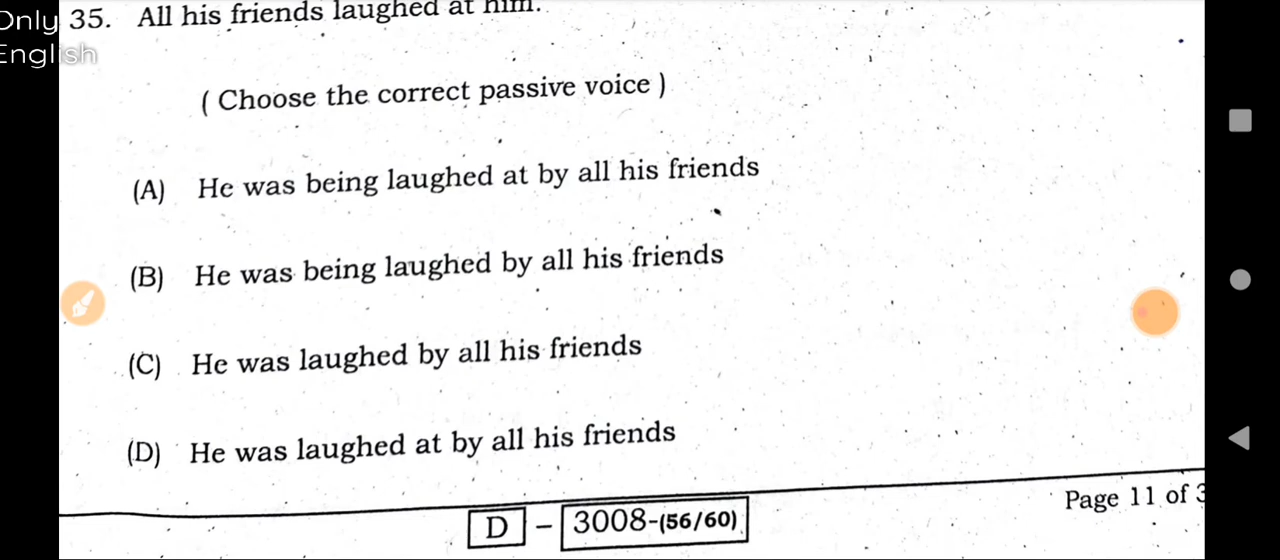 Only
English
35. All his friends laughed at him.
( Choose the correct passive voice )
(A) He was being laughed at by all his friends
(B) He was being laughed by all his friends
(C) He was laughed by all his friends
(D) He was laughed at by all his friends
Page 11 of 3
D – 3008-(56/60)